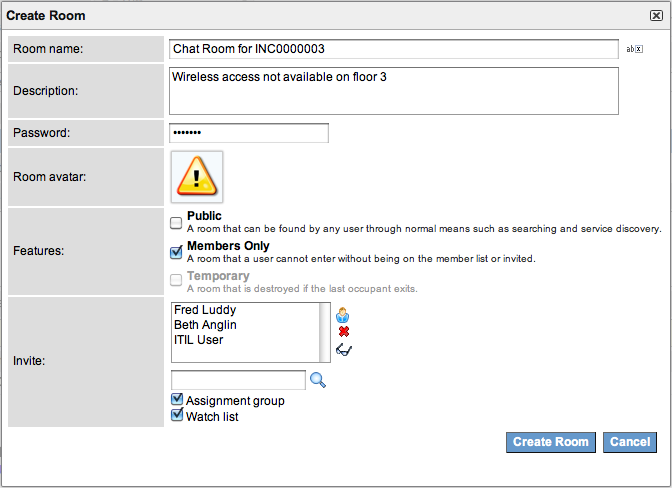 Create Room
Room name: Chat Room for INC0000003
Description: Wireless access not available on floor 3
Password: •••••••
Room avatar:
Features:
Public
A room that can be found by any user through normal means such as searching and service discovery.
Members Only
A room that a user cannot enter without being on the member list or invited.
Temporary
A room that is destroyed if the last occupant exits.
Invite:
Fred Luddy
Beth Anglin
ITIL User
Assignment group
Watch list
Create Room Cancel